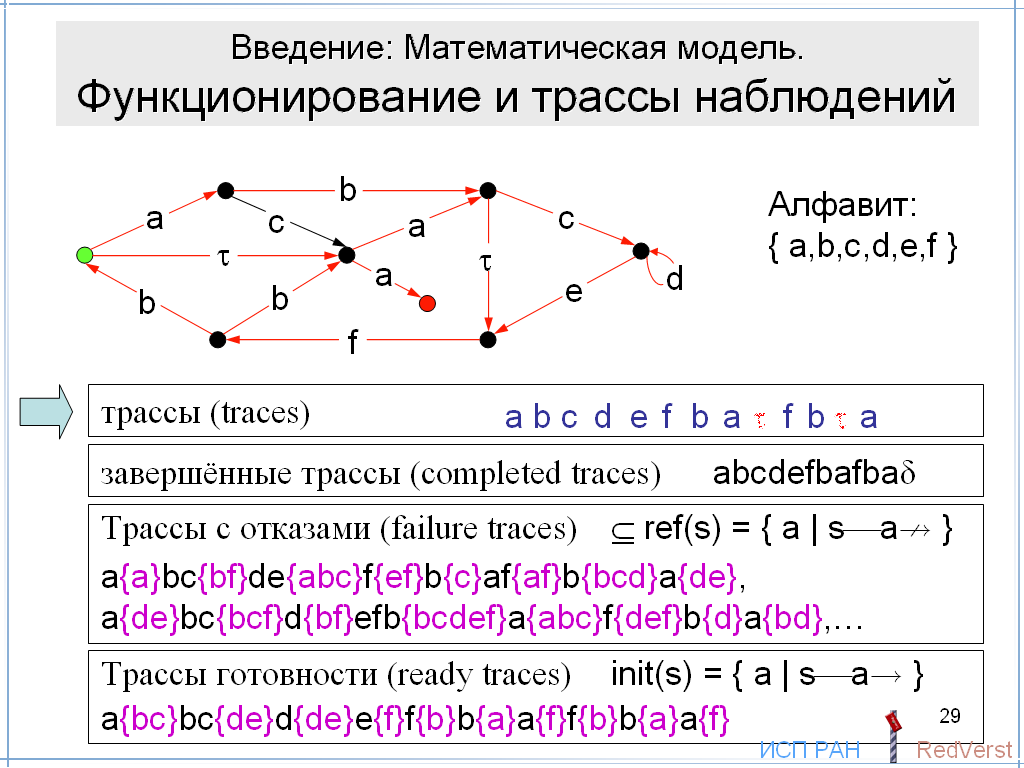 Введение: Математическая модель.
Функционирование и трассы наблюдений
b
a
c
a
c
Алфавит:
{ a,b,c,d,e,f }
τ
τ
a
d
b
b
e
f
трассы (traces) a b c d e f b a τ f b τ a
завершённые трассы (completed traces) abcdefbafbaδ
Трассы с отказами (failure traces) ⊆ ref(s) = { a | s—a↛ }
a{a}bc{bf}de{abc}f{ef}b{c}af{af}b{bcd}a{de},
a{de}bc{bcf}d{bf}efb{bcdef}a{abc}f{def}b{d}a{bd},…
Трассы готовности (ready traces) init(s) = { a | s—a→ }
a{bc}bc{de}d{de}e{f}f{b}b{a}a{f}f{b}b{a}a{f}
29
ИСП РАН RedVerst